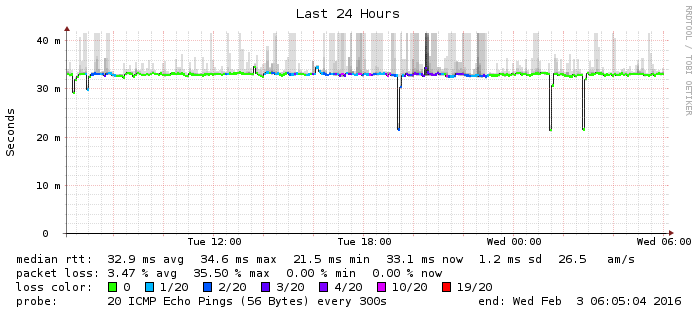 Last 24 Hours
RRDTOOL / TOBI OETIKER
Seconds
40 m
30 m
20 m
10 m
0
Tue 12:00 Tue 18:00 Wed 00:00 Wed 06:00
median rtt: 32.9 ms avg 34.6 ms max 21.5 ms min 33.1 ms now 1.2 ms sd 26.5 am/s
packet loss: 3.47 % avg 35.50 % max 0.00 % min 0.00 % now
loss color: 0 1/20 2/20 3/20 4/20 10/20 19/20
probe: 20 ICMP Echo Pings (56 Bytes) every 300s end: Wed Feb 3 06:05:04 2016